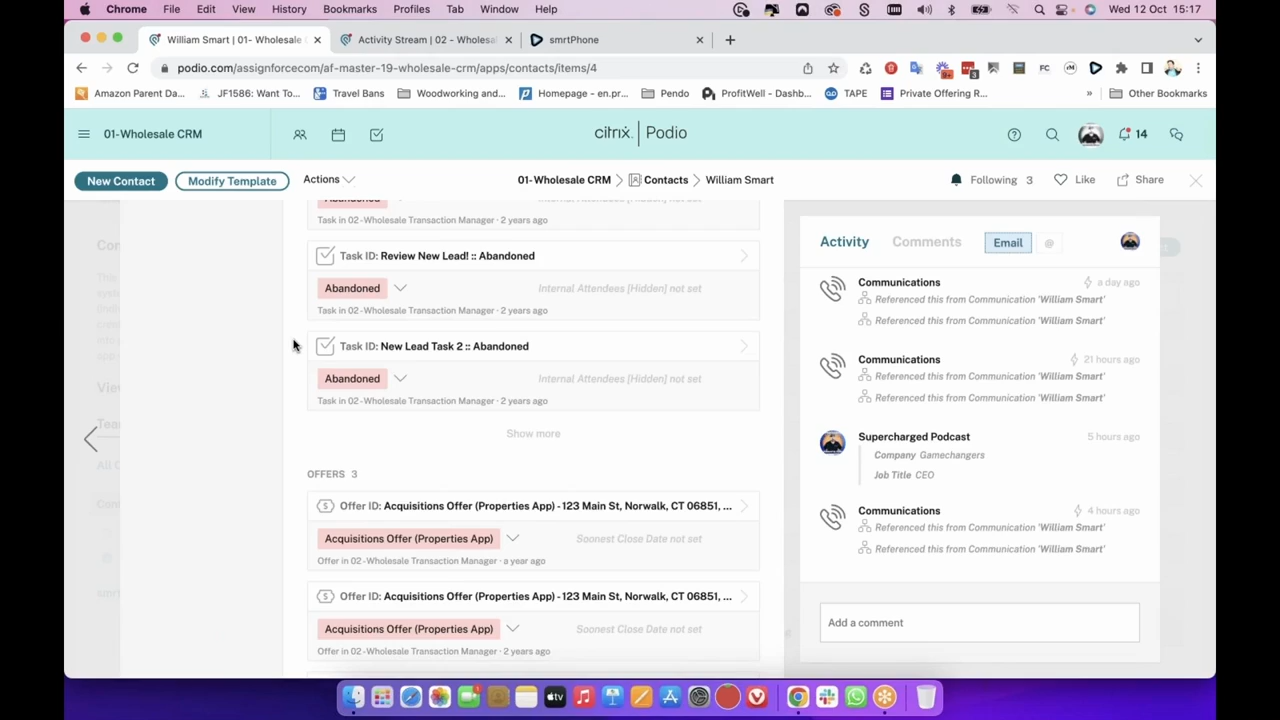 Chrome File Edit View History Bookmarks Profiles Tab Window Help Wed 12 Oct 15:17
William Smart | 01- Wholesale Activity Stream | 02 - Wholesal smrtPhone
podio.com/assignforcecom/af-master-19-wholesale-crm/apps/contacts/items/4
Amazon Parent Da... JF1586: Want To... Travel Bans Woodworking and... Homepage - en.pr... Pendo ProfitWell - Dashb... TAPE Private Offering R... » Other Bookmarks
01-Wholesale CRM citrix | Podio 14
New Contact Modify Template Actions 01-Wholesale CRM Contacts William Smart Following 3 Like Share
Abandoned Internal Attendees [Hidden] not set
Task in 02-Wholesale Transaction Manager · 2 years ago
Task ID: Review New Lead! :: Abandoned
Abandoned Internal Attendees [Hidden] not set
Task in 02-Wholesale Transaction Manager · 2 years ago
Task ID: New Lead Task 2 :: Abandoned
Abandoned Internal Attendees [Hidden] not set
Task in 02-Wholesale Transaction Manager · 2 years ago
Show more
OFFERS 3
Offer ID: Acquisitions Offer (Properties App) - 123 Main St, Norwalk, CT 06851, ...
Acquisitions Offer (Properties App) Soonest Close Date not set
Offer in 02-Wholesale Transaction Manager · a year ago
Offer ID: Acquisitions Offer (Properties App) - 123 Main St, Norwalk, CT 06851, ...
Acquisitions Offer (Properties App) Soonest Close Date not set
Offer in 02-Wholesale Transaction Manager · 2 years ago
Activity Comments Email @
Communications a day ago
Referenced this from Communication 'William Smart'
Referenced this from Communication 'William Smart'
Communications 21 hours ago
Referenced this from Communication 'William Smart'
Referenced this from Communication 'William Smart'
Supercharged Podcast 5 hours ago
Company Gamechangers
Job Title CEO
Communications 4 hours ago
Referenced this from Communication 'William Smart'
Referenced this from Communication 'William Smart'
Add a comment